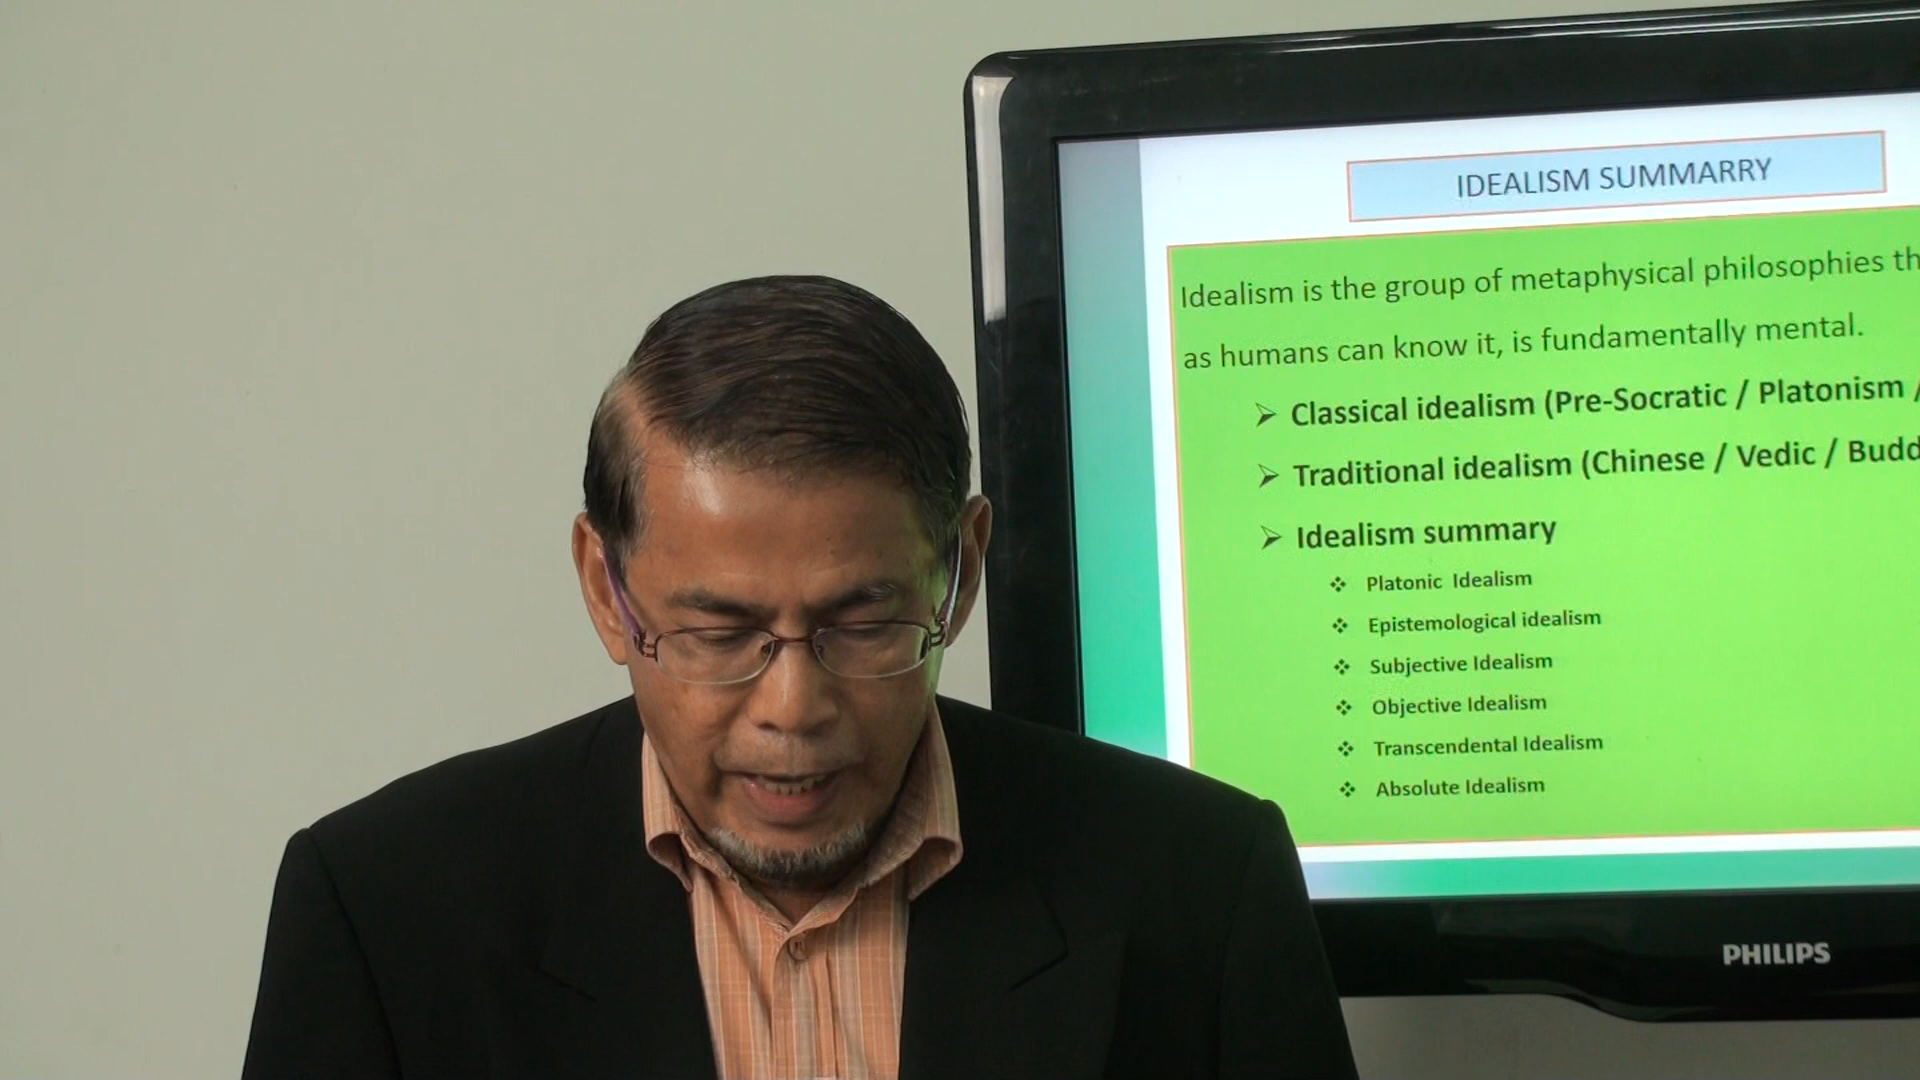 IDEALISM SUMMARRY
Idealism is the group of metaphysical philosophies
as humans can know it, is fundamentally mental.
➢ Classical idealism (Pre-Socratic / Platonism /
➢ Traditional idealism (Chinese / Vedic /
➢ Idealism summary
❖ Platonic Idealism
❖ Epistemological idealism
❖ Subjective Idealism
❖ Objective Idealism
❖ Transcendental Idealism
❖ Absolute Idealism
PHILIPS